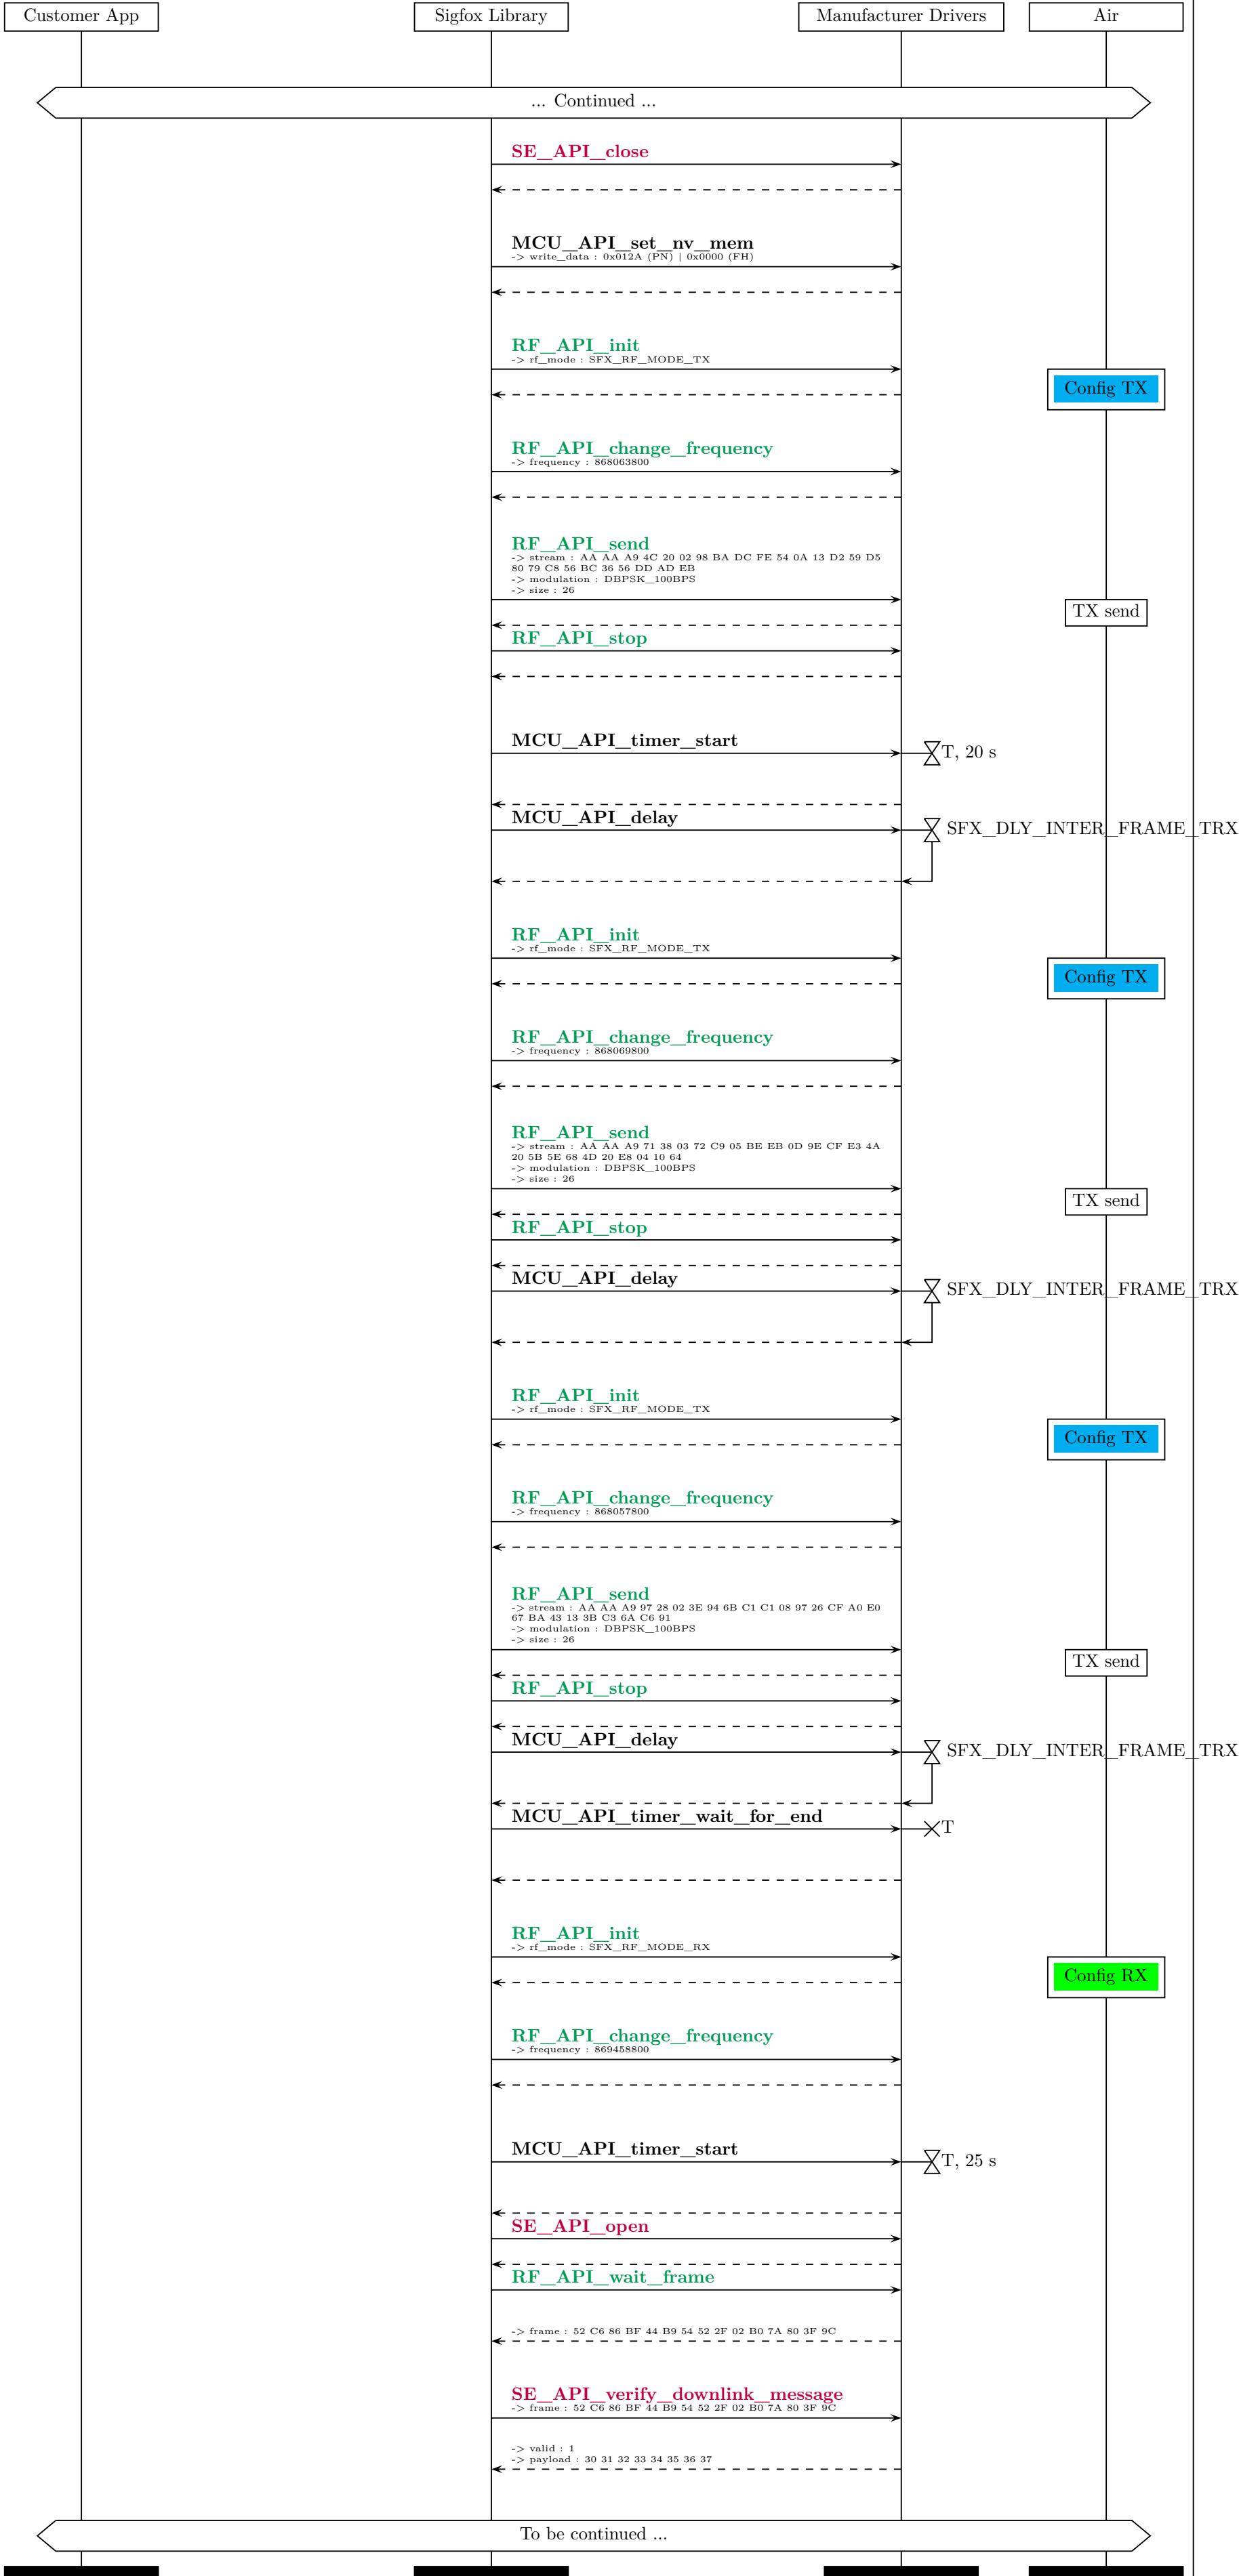 Customer App
Sigfox Library
Manufacturer Drivers
Air
... Continued ...
SE_API_close
MCU_API_set_nv_mem
-> write_data : 0x012A (PN) | 0x0000 (FH)
RF_API_init
-> rf_mode : SFX_RF_MODE_TX
Config TX
RF_API_change_frequency
-> frequency : 868063800
RF_API_send
-> stream : AA AA A9 4C 20 02 98 BA DC FE 54 0A 13 D2 59 D5
80 79 C8 56 BC 36 56 DD AD EB
-> modulation : DBPSK_100BPS
-> size : 26
TX send
RF_API_stop
MCU_API_timer_start
T, 20 s
MCU_API_delay
SFX_DLY_INTER_FRAME_TRX
RF_API_init
-> rf_mode : SFX_RF_MODE_TX
Config TX
RF_API_change_frequency
-> frequency : 868069800
RF_API_send
-> stream : AA AA A9 71 38 03 72 C9 05 BE EB 0D 9E CF E3 4A
20 5B 5E 68 4D 20 E8 04 10 64
-> modulation : DBPSK_100BPS
-> size : 26
TX send
RF_API_stop
MCU_API_delay
SFX_DLY_INTER_FRAME_TRX
RF_API_init
-> rf_mode : SFX_RF_MODE_TX
Config TX
RF_API_change_frequency
-> frequency : 868057800
RF_API_send
-> stream : AA AA A9 97 28 02 3E 94 6B C1 C1 08 97 26 CF A0 E0
67 BA 43 13 3B C3 6A C6 91
-> modulation : DBPSK_100BPS
-> size : 26
TX send
RF_API_stop
MCU_API_delay
SFX_DLY_INTER_FRAME_TRX
MCU_API_timer_wait_for_end
T
RF_API_init
-> rf_mode : SFX_RF_MODE_RX
Config RX
RF_API_change_frequency
-> frequency : 869458800
MCU_API_timer_start
T, 25 s
SE_API_open
RF_API_wait_frame
-> frame : 52 C6 86 BF 44 B9 54 52 2F 02 B0 7A 80 3F 9C
SE_API_verify_downlink_message
-> frame : 52 C6 86 BF 44 B9 54 52 2F 02 B0 7A 80 3F 9C
-> valid : 1
-> payload : 30 31 32 33 34 35 36 37
To be continued ...